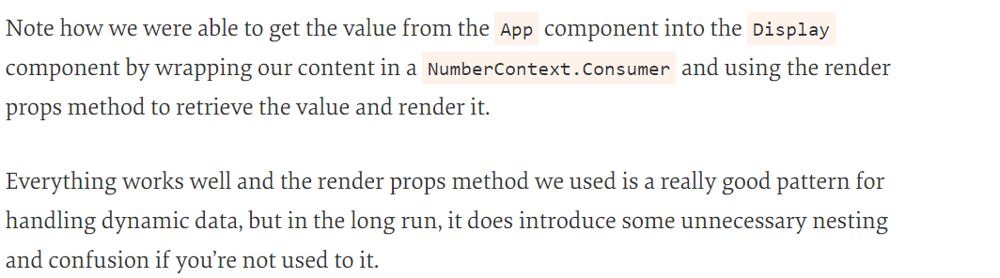 Note how we were able to get the value from the App component into the Display
component by wrapping our content in a NumberContext.Consumer and using the render
props method to retrieve the value and render it.
Everything works well and the render props method we used is a really good pattern for
handling dynamic data, but in the long run, it does introduce some unnecessary nesting
and confusion if you’re not used to it.